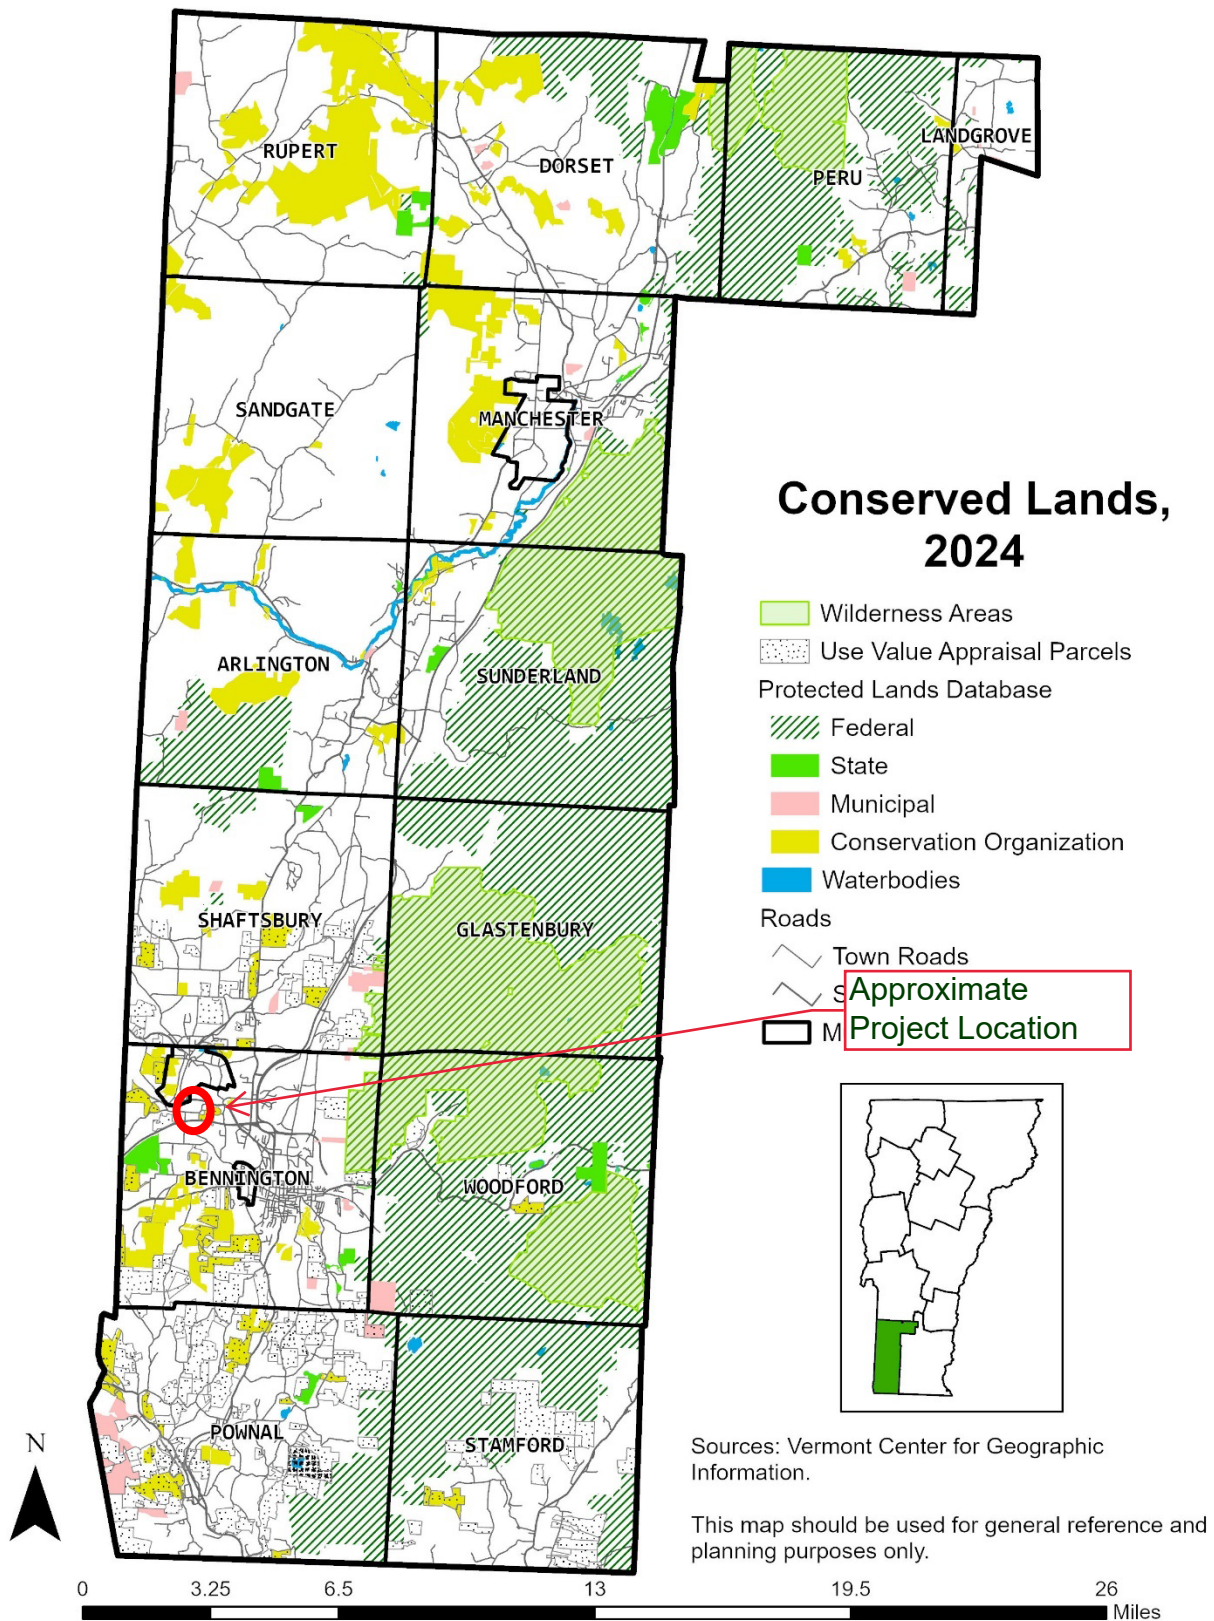 RUPERT
DORSET
LANDGROVE
PERU
SANDGATE
MANCHESTER
Conserved Lands,
2024
Wilderness Areas
Use Value Appraisal Parcels
Protected Lands Database
Federal
State
Municipal
Conservation Organization
Waterbodies
Roads
Town Roads
S
M
Approximate
Project Location
ARLINGTON
SUNDERLAND
SHAFTSBURY
GLASTENBURY
BENNINGTON
WOODFORD
POWNAL
STAMFORD
N
Sources: Vermont Center for Geographic
Information.
This map should be used for general reference and
planning purposes only.
0 3.25 6.5 13 19.5 26
Miles